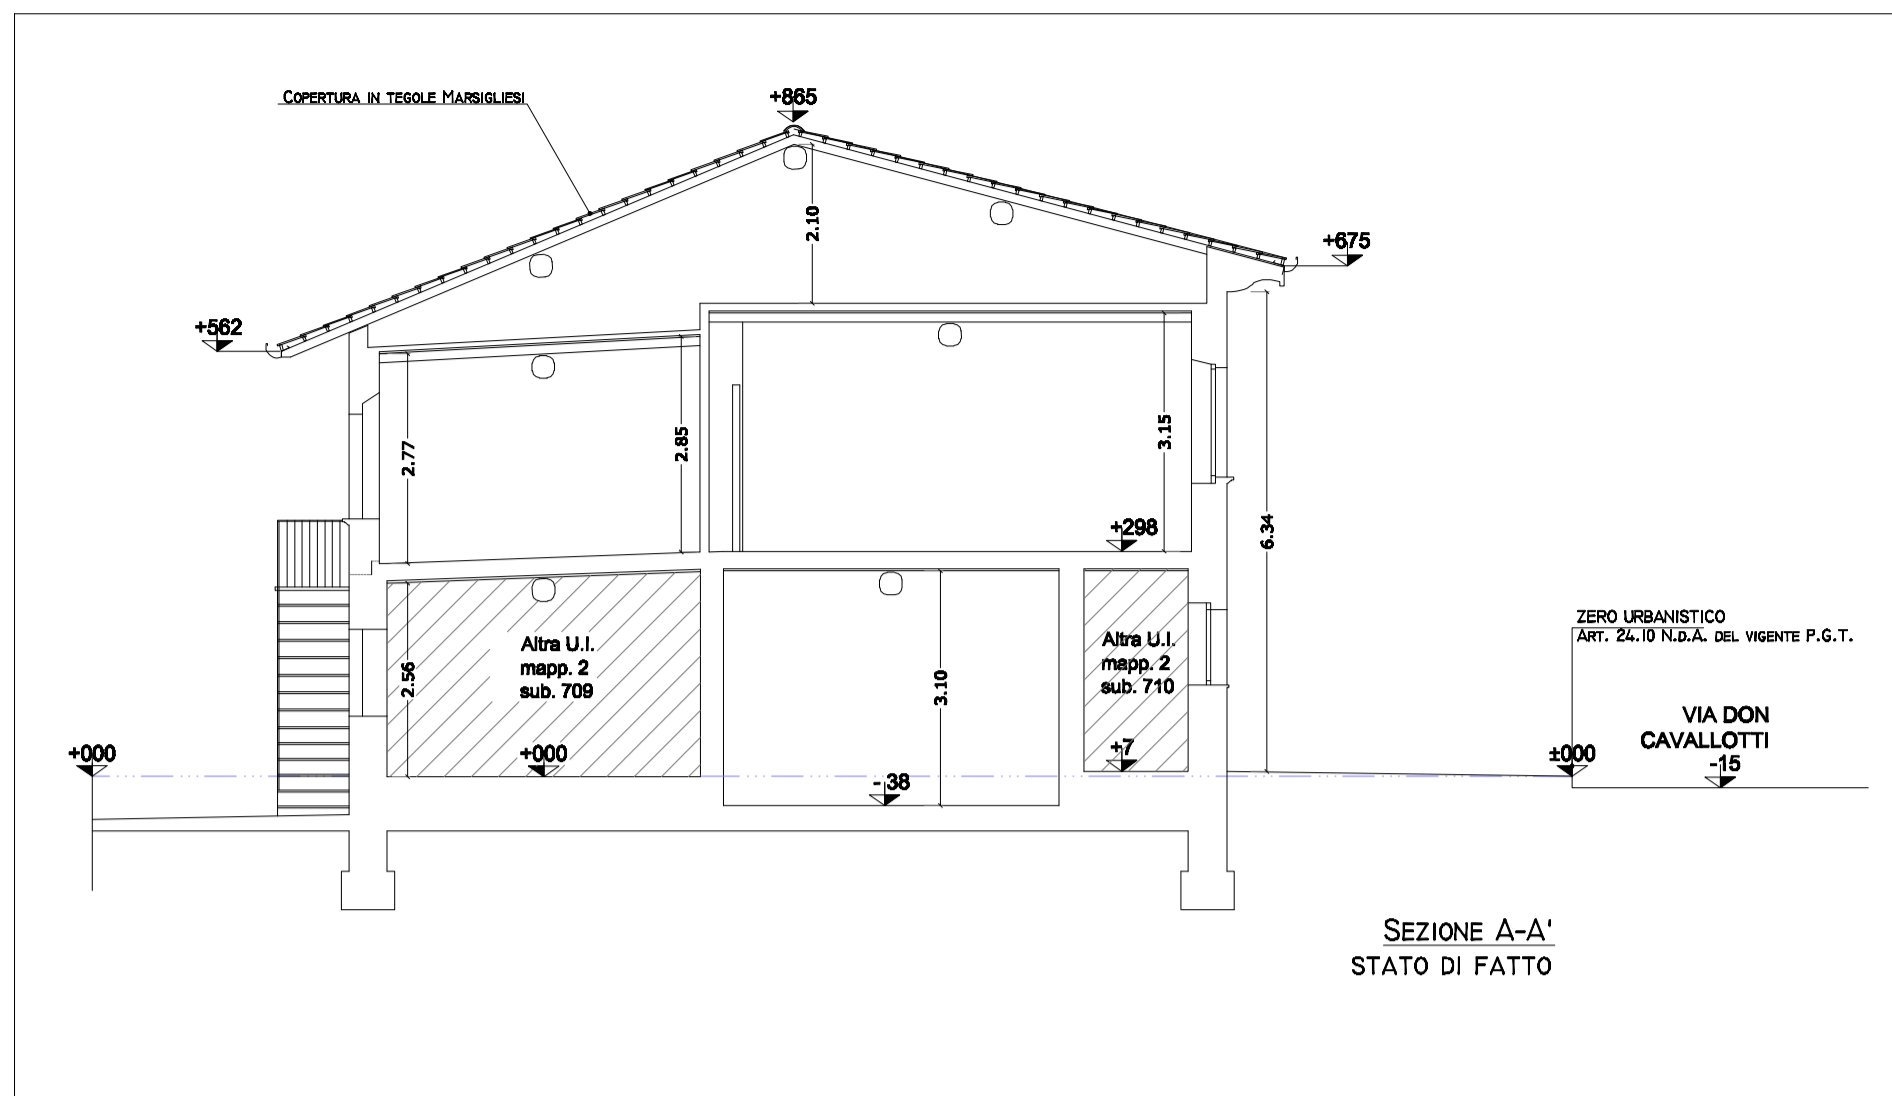 +865
COPERTURA IN TEGOLE MARSIGLIESI
2.10
+675
+562
2.77
2.85
3.15
+298
6.34
ZERO URBANISTICO
ART. 24.10 N.D.A. DEL VIGENTE P.G.T.
Altra U.I.
mapp. 2
sub. 709
2.56
3.10
Altra U.I.
mapp. 2
sub. 710
VIA DON
CAVALLOTTI
-15
+000
+000
-38
+7
±000
SEZIONE A-A'
STATO DI FATTO